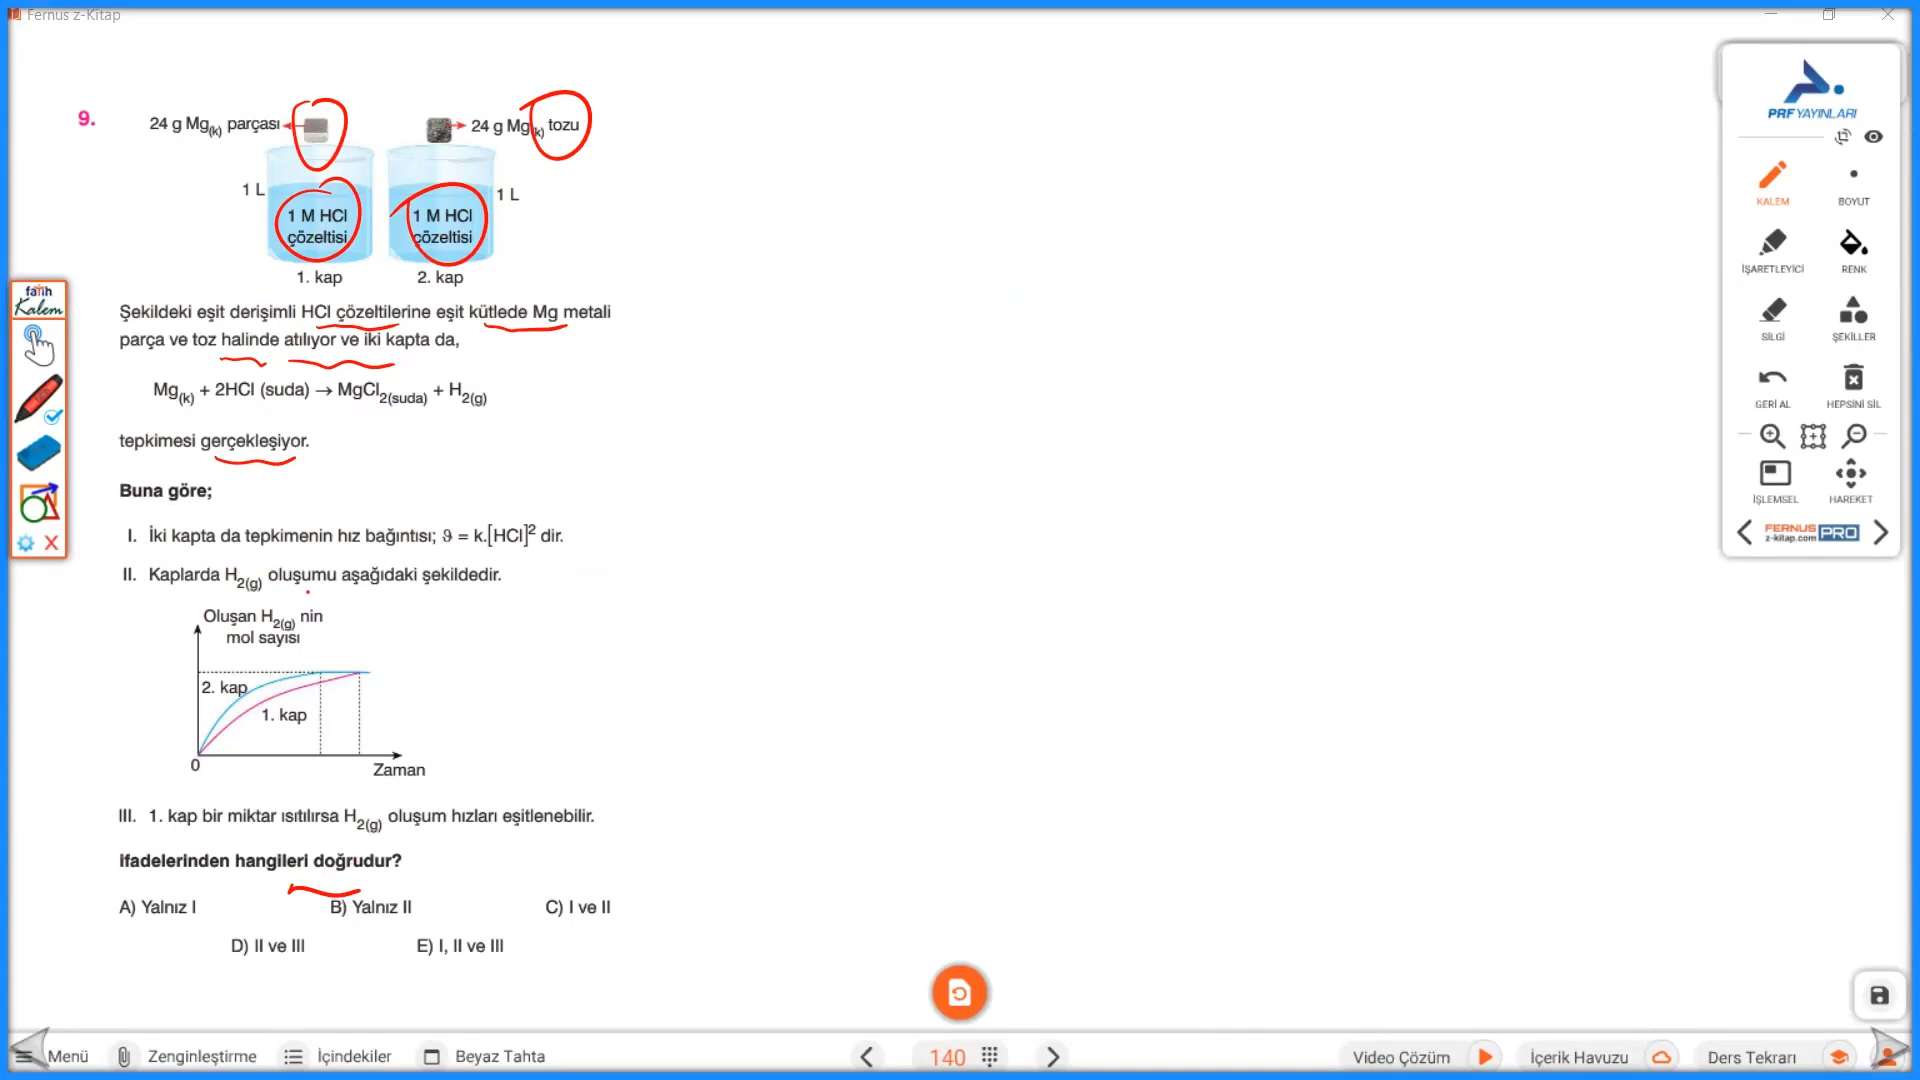 Fernus z-Kitap
9.
24 g Mg(k) parçası
24 g Mg(k) tozu
1 L
1 L
1 M HCl
çözeltisi
1 M HCl
çözeltisi
1. kap
2. kap
Şekildeki eşit derişimli HCl çözeltilerine eşit kütlede Mg metali
parça ve toz halinde atılıyor ve iki kapta da,
Mg(k) + 2HCl (suda) → MgCl2(suda) + H2(g)
tepkimesi gerçekleşiyor.
Buna göre;
I. İki kapta da tepkimenin hız bağıntısı; ϑ = k.[HCl]² dir.
II. Kaplarda H2(g) oluşumu aşağıdaki şekildedir.
Oluşan H2(g) nin
mol sayısı
2. kap
1. kap
0
Zaman
III. 1. kap bir miktar ısıtılırsa H2(g) oluşum hızları eşitlenebilir.
ifadelerinden hangileri doğrudur?
A) Yalnız I
B) Yalnız II
C) I ve II
D) II ve III
E) I, II ve III
fatih
Kalem
PRF YAYINLARI
KALEM
BOYUT
İŞARETLEYİCİ
RENK
SİLGİ
ŞEKİLLER
GERİ AL
HEPSİNİ SİL
İŞLEMSEL
HAREKET
FERNUS
z-kitap.com
PRO
Menü
Zenginleştirme
İçindekiler
Beyaz Tahta
140
Video Çözüm
İçerik Havuzu
Ders Tekrarı